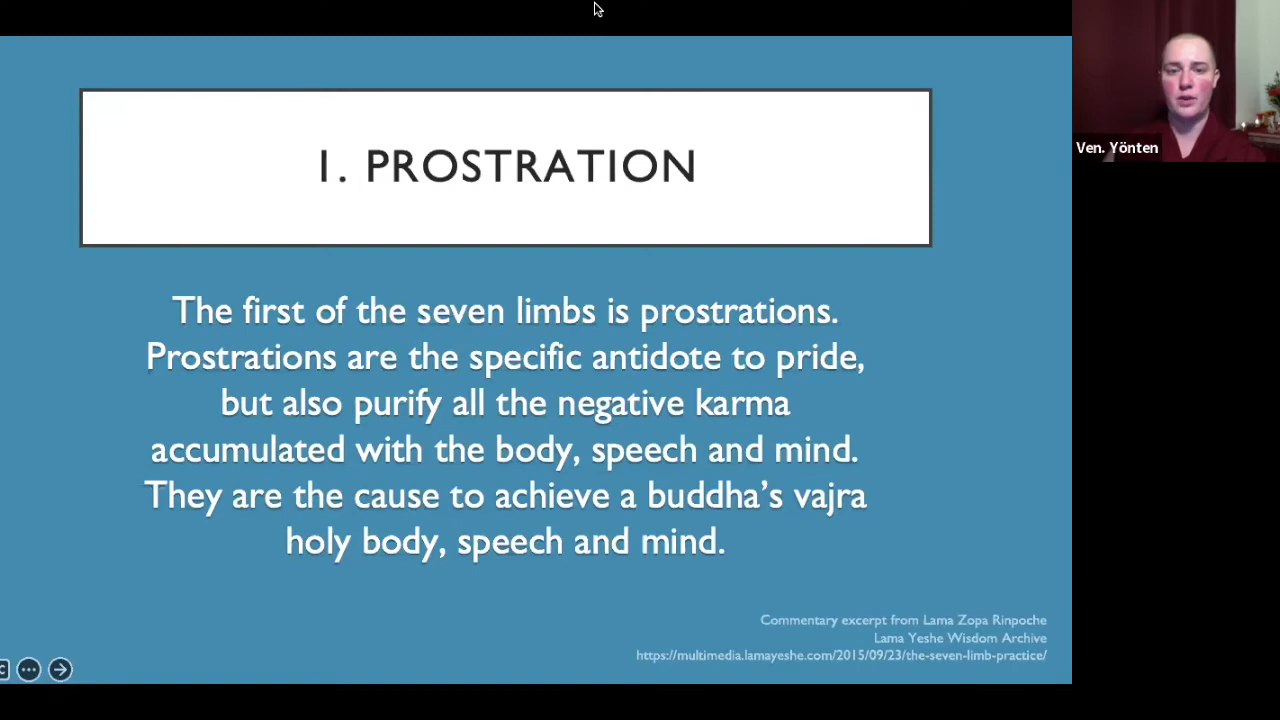 1. PROSTRATION
The first of the seven limbs is prostrations.
Prostrations are the specific antidote to pride,
but also purify all the negative karma
accumulated with the body, speech and mind.
They are the cause to achieve a buddha’s vajra
holy body, speech and mind.
Commentary excerpt from Lama Zopa Rinpoche
Lama Yeshe Wisdom Archive
https://multimedia.lamayeshe.com/2015/09/23/the-seven-limb-practice/
Ven. Yönten